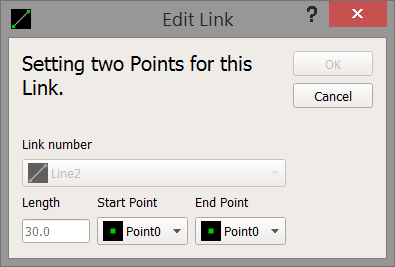 Edit Link
?
Setting two Points for this
Link.
OK
Cancel
Link number
Line2
Length Start Point End Point
30.0 Point0 Point0